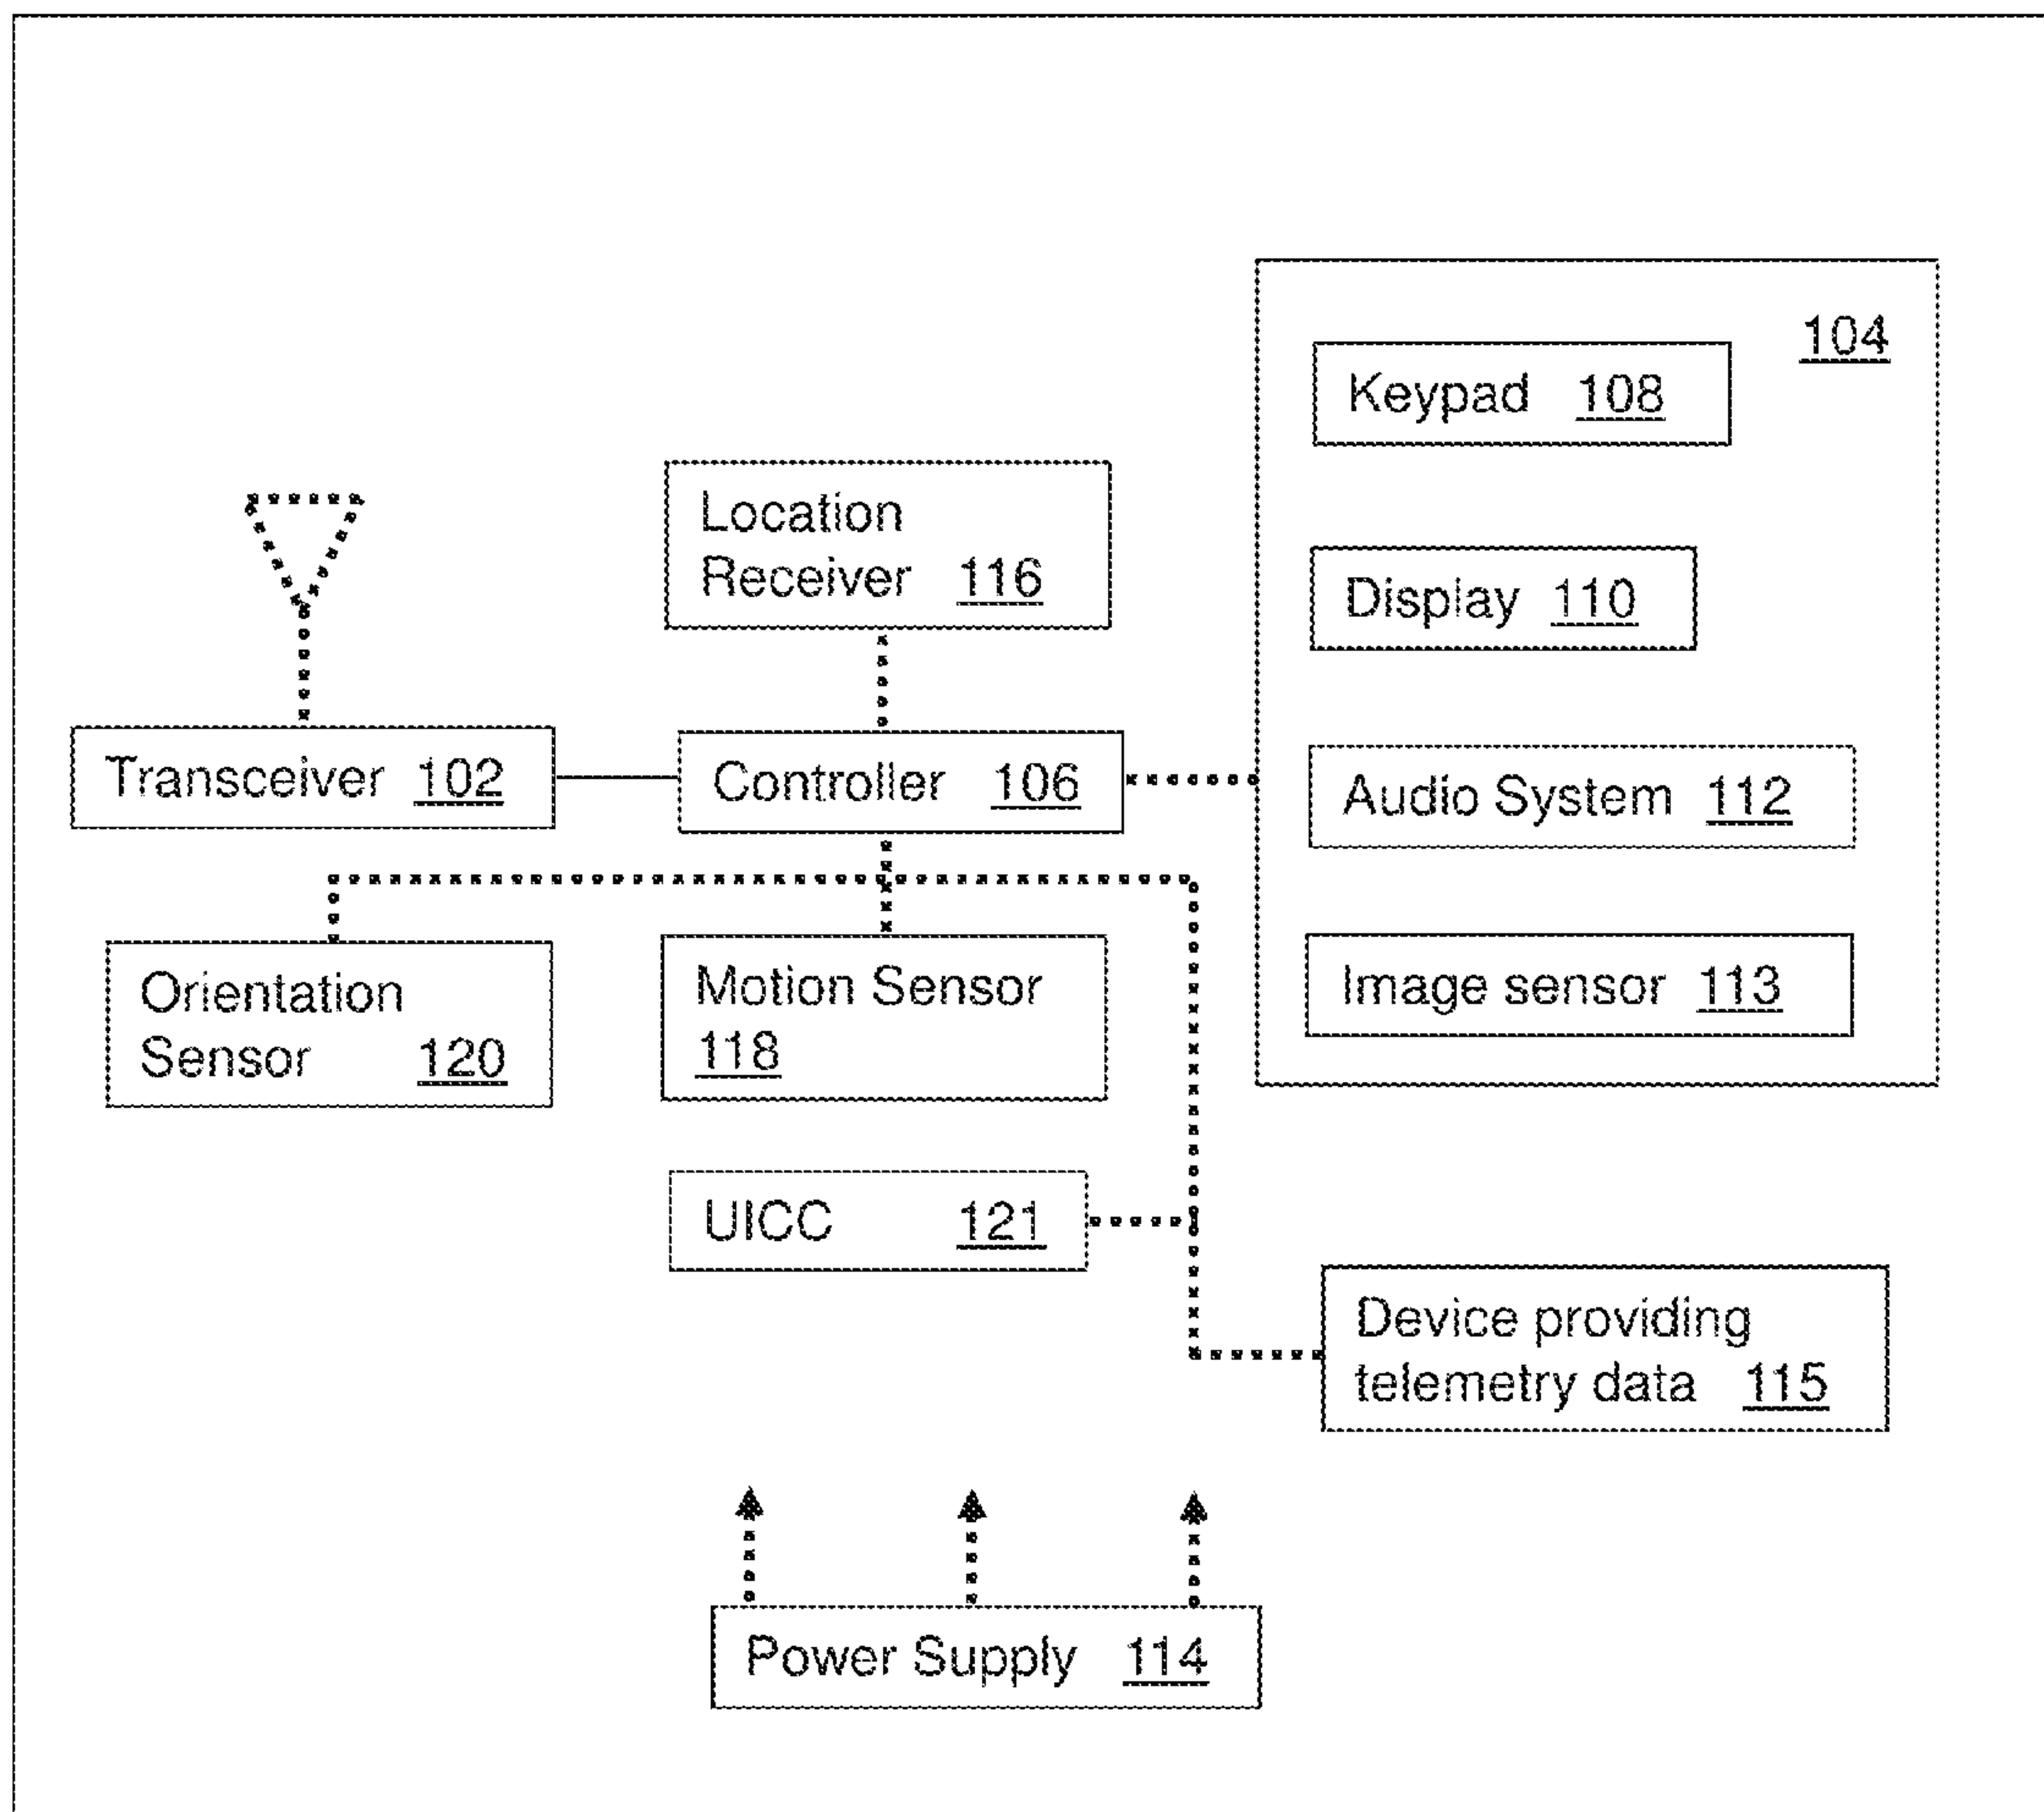 104
Keypad 108
Location
Receiver 116
Display 110
Transceiver 102
Controller 106
Audio System 112
Orientation
Sensor 120
Motion Sensor
118
Image sensor 113
UICC 121
Device providing
telemetry data 115
Power Supply 114